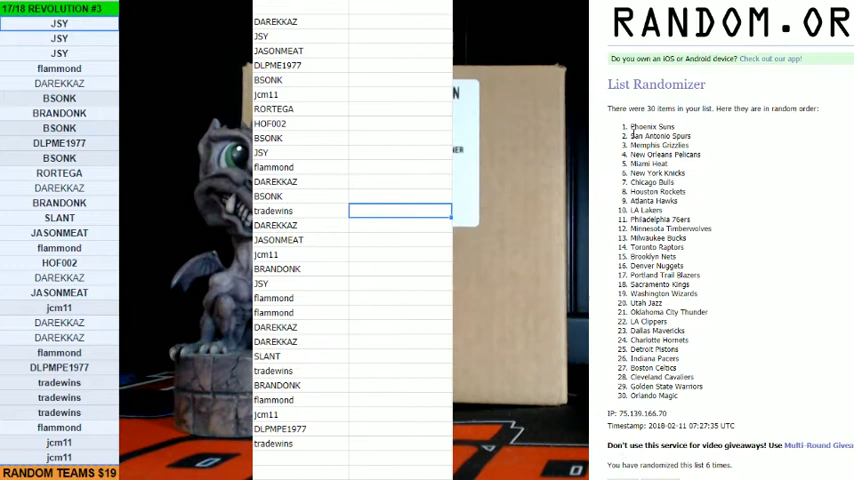 17/18 REVOLUTION #3
JSY
JSY
JSY
flammond
DAREKKAZ
BSONK
BRANDONK
BSONK
DLPME1977
BSONK
RORTEGA
DAREKKAZ
BRANDONK
SLANT
JASONMEAT
flammond
HOF002
DAREKKAZ
JASONMEAT
jcm11
DAREKKAZ
DAREKKAZ
flammond
DLPMPE1977
tradewins
tradewins
tradewins
flammond
jcm11
jcm11
RANDOM TEAMS $19
DAREKKAZ
JSY
JASONMEAT
DLPME1977
BSONK
jcm11
RORTEGA
HOF002
BSONK
JSY
flammond
DAREKKAZ
BSONK
tradewins
DAREKKAZ
JASONMEAT
jcm11
BRANDONK
JSY
flammond
flammond
DAREKKAZ
DAREKKAZ
SLANT
tradewins
BRANDONK
flammond
jcm11
DLPMPE1977
tradewins
RANDOM.OR
Do you own an iOS or Android device? Check out our app!
List Randomizer
There were 30 items in your list. Here they are in random order:
1. Phoenix Suns
2. San Antonio Spurs
3. Memphis Grizzlies
4. New Orleans Pelicans
5. Miami Heat
6. New York Knicks
7. Chicago Bulls
8. Houston Rockets
9. Atlanta Hawks
10. LA Lakers
11. Philadelphia 76ers
12. Minnesota Timberwolves
13. Milwaukee Bucks
14. Toronto Raptors
15. Brooklyn Nets
16. Denver Nuggets
17. Portland Trail Blazers
18. Sacramento Kings
19. Washington Wizards
20. Utah Jazz
21. Oklahoma City Thunder
22. LA Clippers
23. Dallas Mavericks
24. Charlotte Hornets
25. Detroit Pistons
26. Indiana Pacers
27. Boston Celtics
28. Cleveland Cavaliers
29. Golden State Warriors
30. Orlando Magic
IP: 75.139.166.70
Timestamp: 2018-02-11 07:27:35 UTC
Don't use this service for video giveaways! Use Multi-Round Givea
You have randomized this list 6 times.